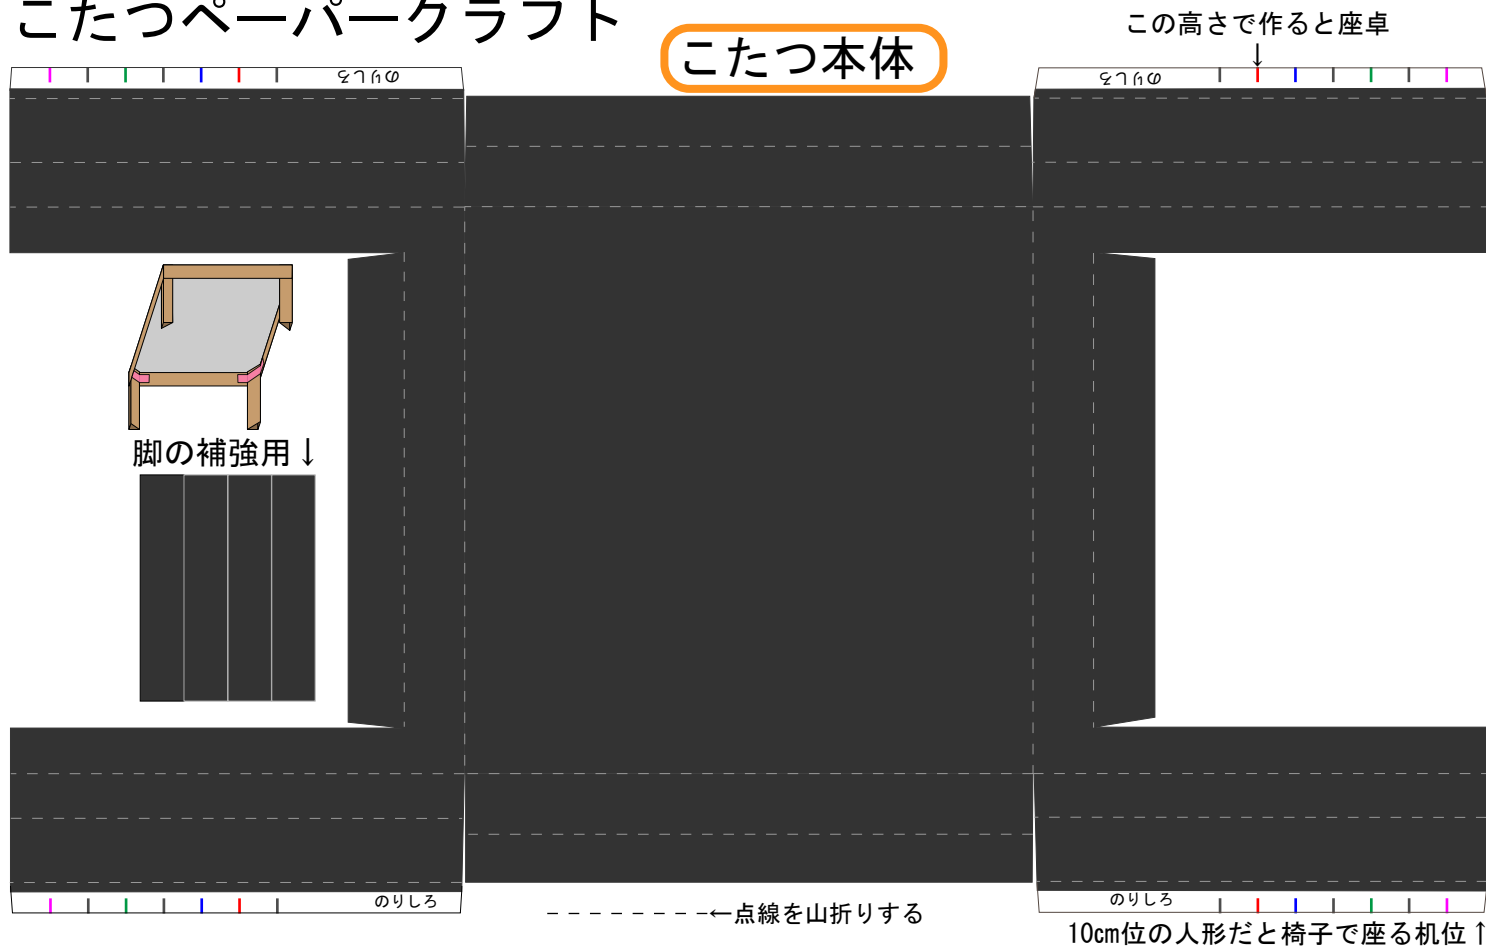 こたつペーパークラフト
こたつ本体
この高さで作ると座卓
↓
のりしろ
のりしろ
脚の補強用↓
のりしろ
のりしろ
←点線を山折りする
10cm位の人形だと椅子で座る机位↑